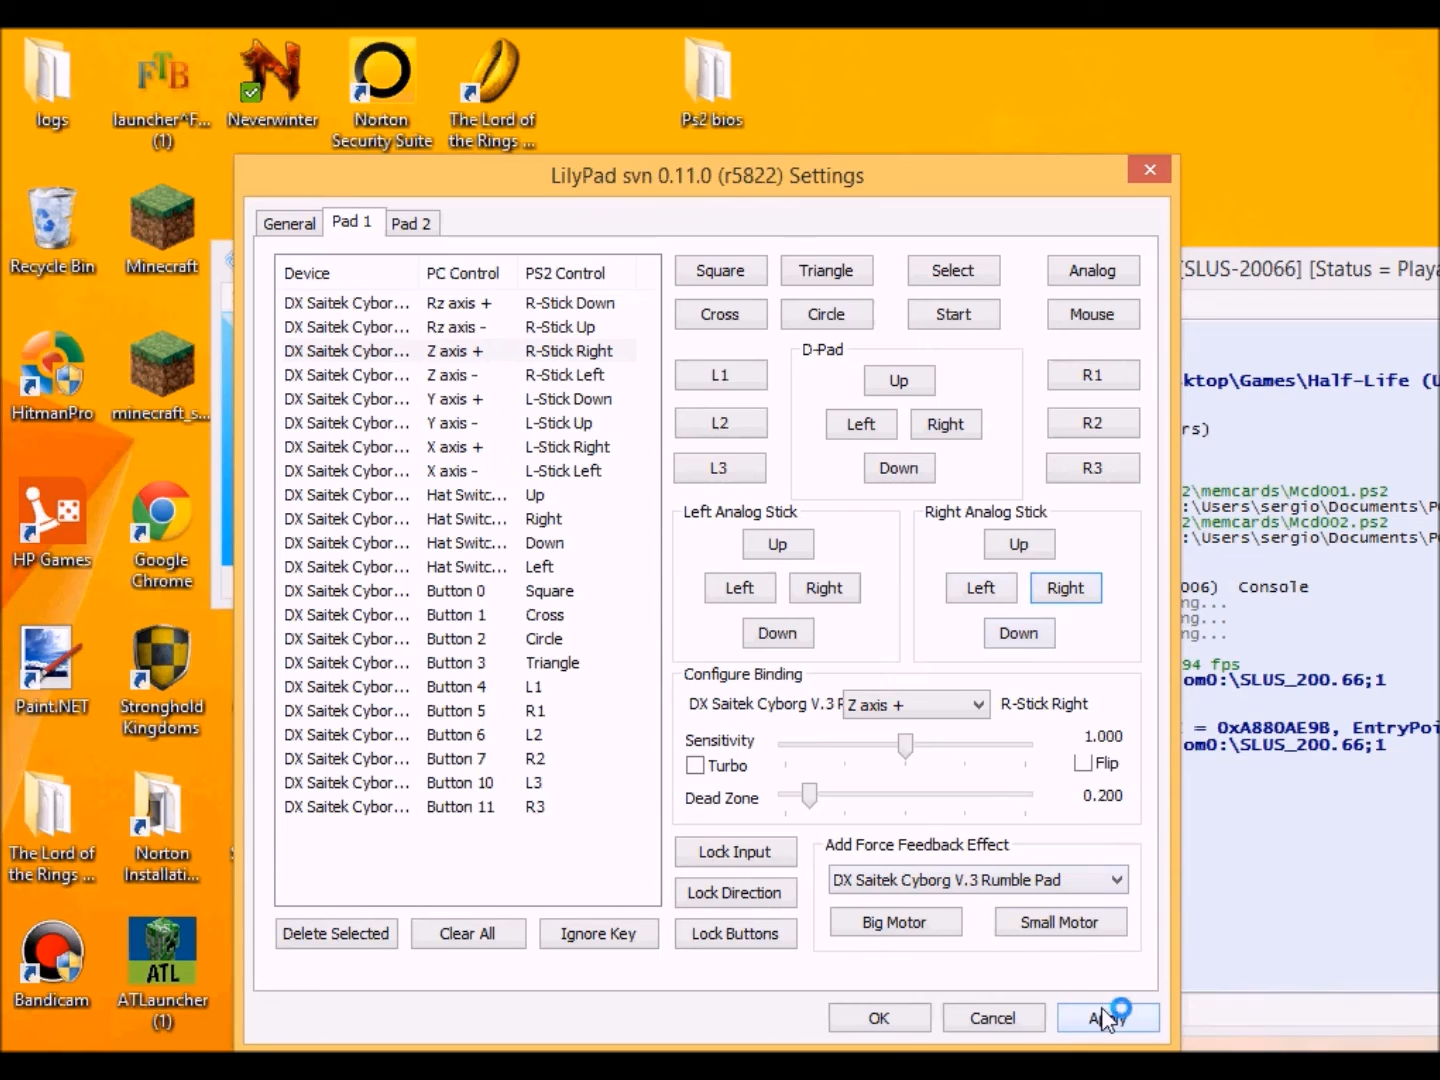 logs
launcher^F...
(1)
Neverwinter
Norton
Security Suite
The Lord of
the Rings ...
Ps2 bios
Recycle Bin
Minecraft
HitmanPro
minecraft_s...
HP Games
Google
Chrome
Paint.NET
Stronghold
Kingdoms
The Lord of
the Rings ...
Norton
Installati...
Bandicam
ATL
ATLauncher
(1)
FTB
LilyPad svn 0.11.0 (r5822) Settings
General
Pad 1
Pad 2
Device PC Control PS2 Control
DX Saitek Cybor... Rz axis + R-Stick Down
DX Saitek Cybor... Rz axis - R-Stick Up
DX Saitek Cybor... Z axis + R-Stick Right
DX Saitek Cybor... Z axis - R-Stick Left
DX Saitek Cybor... Y axis + L-Stick Down
DX Saitek Cybor... Y axis - L-Stick Up
DX Saitek Cybor... X axis + L-Stick Right
DX Saitek Cybor... X axis - L-Stick Left
DX Saitek Cybor... Hat Switc... Up
DX Saitek Cybor... Hat Switc... Right
DX Saitek Cybor... Hat Switc... Down
DX Saitek Cybor... Hat Switc... Left
DX Saitek Cybor... Button 0 Square
DX Saitek Cybor... Button 1 Cross
DX Saitek Cybor... Button 2 Circle
DX Saitek Cybor... Button 3 Triangle
DX Saitek Cybor... Button 4 L1
DX Saitek Cybor... Button 5 R1
DX Saitek Cybor... Button 6 L2
DX Saitek Cybor... Button 7 R2
DX Saitek Cybor... Button 10 L3
DX Saitek Cybor... Button 11 R3
Delete Selected
Clear All
Ignore Key
Square Triangle Select Analog
Cross Circle Start Mouse
D-Pad
L1 Up R1
L2 Left Right R2
L3 Down R3
Left Analog Stick
Up
Left Right
Down
Right Analog Stick
Up
Left Right
Down
Configure Binding
DX Saitek Cyborg V.3 Z axis + R-Stick Right
Sensitivity 1.000
Turbo Flip
Dead Zone 0.200
Lock Input
Lock Direction
Lock Buttons
Add Force Feedback Effect
DX Saitek Cyborg V.3 Rumble Pad
Big Motor Small Motor
OK Cancel
[SLUS-20066] [Status = Playa
ktop\Games\Half-Life (U
rs)
2\memcards\Mcd001.ps2
:\Users\sergio\Documents\P
2\memcards\Mcd002.ps2
:\Users\sergio\Documents\P
006) Console
ng...
ng...
ng...
94 fps
om0:\SLUS_200.66;1
= 0xA880AE9B, EntryPoi
om0:\SLUS_200.66;1